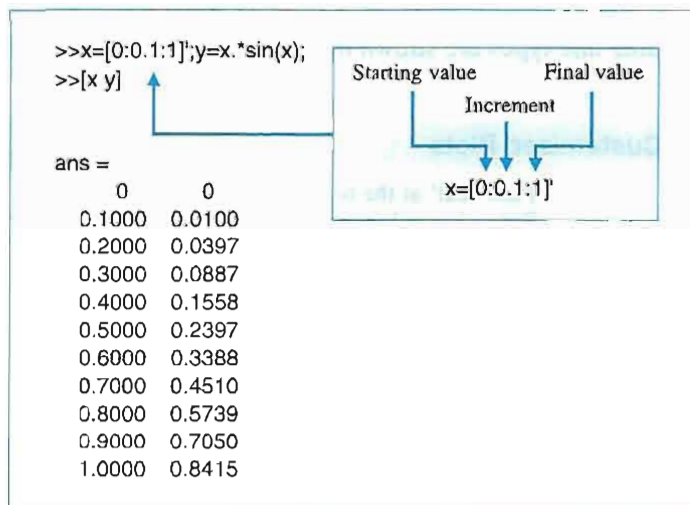 >>x=[0:0.1:1]';y=x.*sin(x);
>>[x y]
Starting value Final value
Increment
x=[0:0.1:1]'
ans =
0 0
0.1000 0.0100
0.2000 0.0397
0.3000 0.0887
0.4000 0.1558
0.5000 0.2397
0.6000 0.3388
0.7000 0.4510
0.8000 0.5739
0.9000 0.7050
1.0000 0.8415